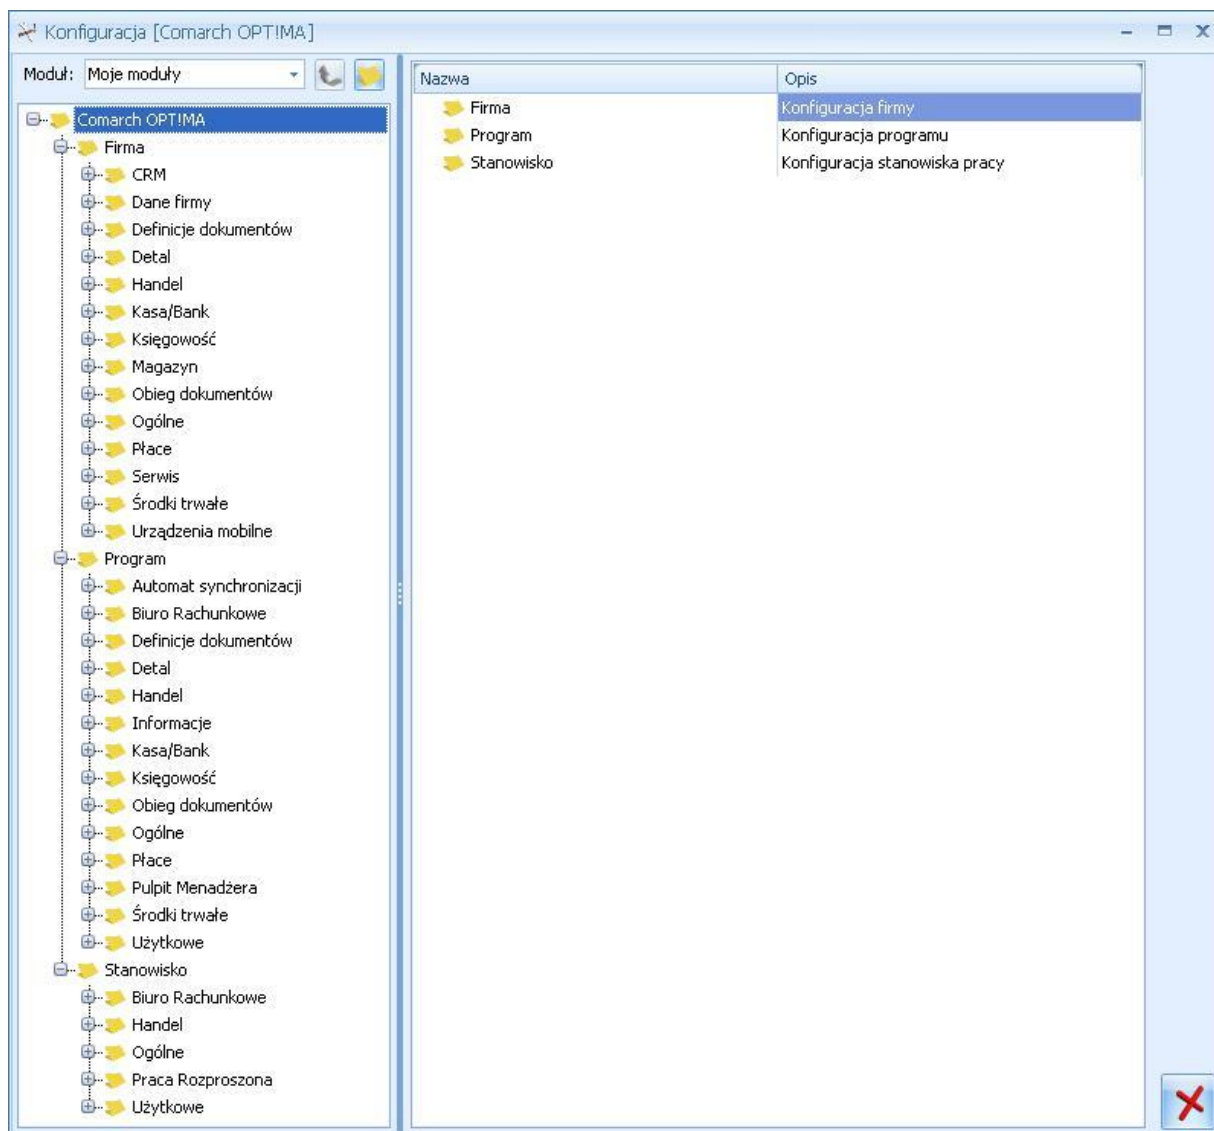 Konfiguracja [Comarch OPT!MA]
Moduł: Moje moduły
Comarch OPT!MA
Firma
CRM
Dane firmy
Definicje dokumentów
Detal
Handel
Kasa/Bank
Księgowość
Magazyn
Obieg dokumentów
Ogólne
Płace
Serwis
Środki trwałe
Urządzenia mobilne
Program
Automat synchronizacji
Biuro Rachunkowe
Definicje dokumentów
Detal
Handel
Informacje
Kasa/Bank
Księgowość
Obieg dokumentów
Ogólne
Płace
Pulpit Menadżera
Środki trwałe
Użytkowe
Stanowisko
Biuro Rachunkowe
Handel
Ogólne
Praca Rozproszona
Użytkowe
Nazwa Opis
Firma Konfiguracja firmy
Program Konfiguracja programu
Stanowisko Konfiguracja stanowiska pracy